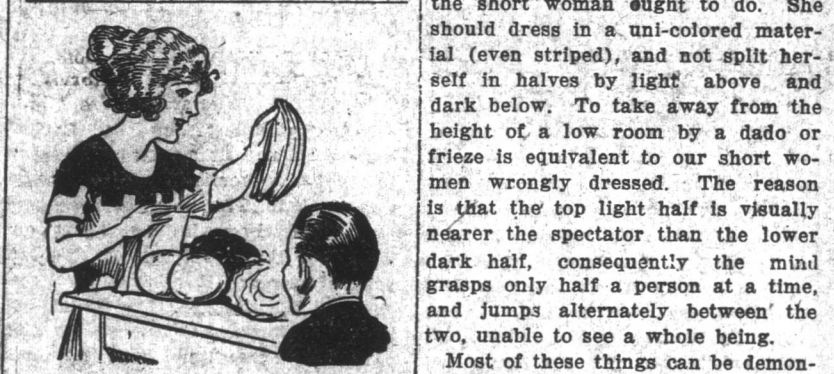 the short woman ought to do. She
should dress in a uni-colored mater-
ial (even striped), and not split her-
self in halves by light above and
dark below. To take away from the
height of a low room by a dado or
frieze is equivalent to our short wo-
men wrongly dressed. The reason
is that the top light half is visually
nearer the spectator than the lower
dark half, consequently the mind
grasps only half a person at a time,
and jumps alternately between the
two, unable to see a whole being.
Most of these things can be demon-